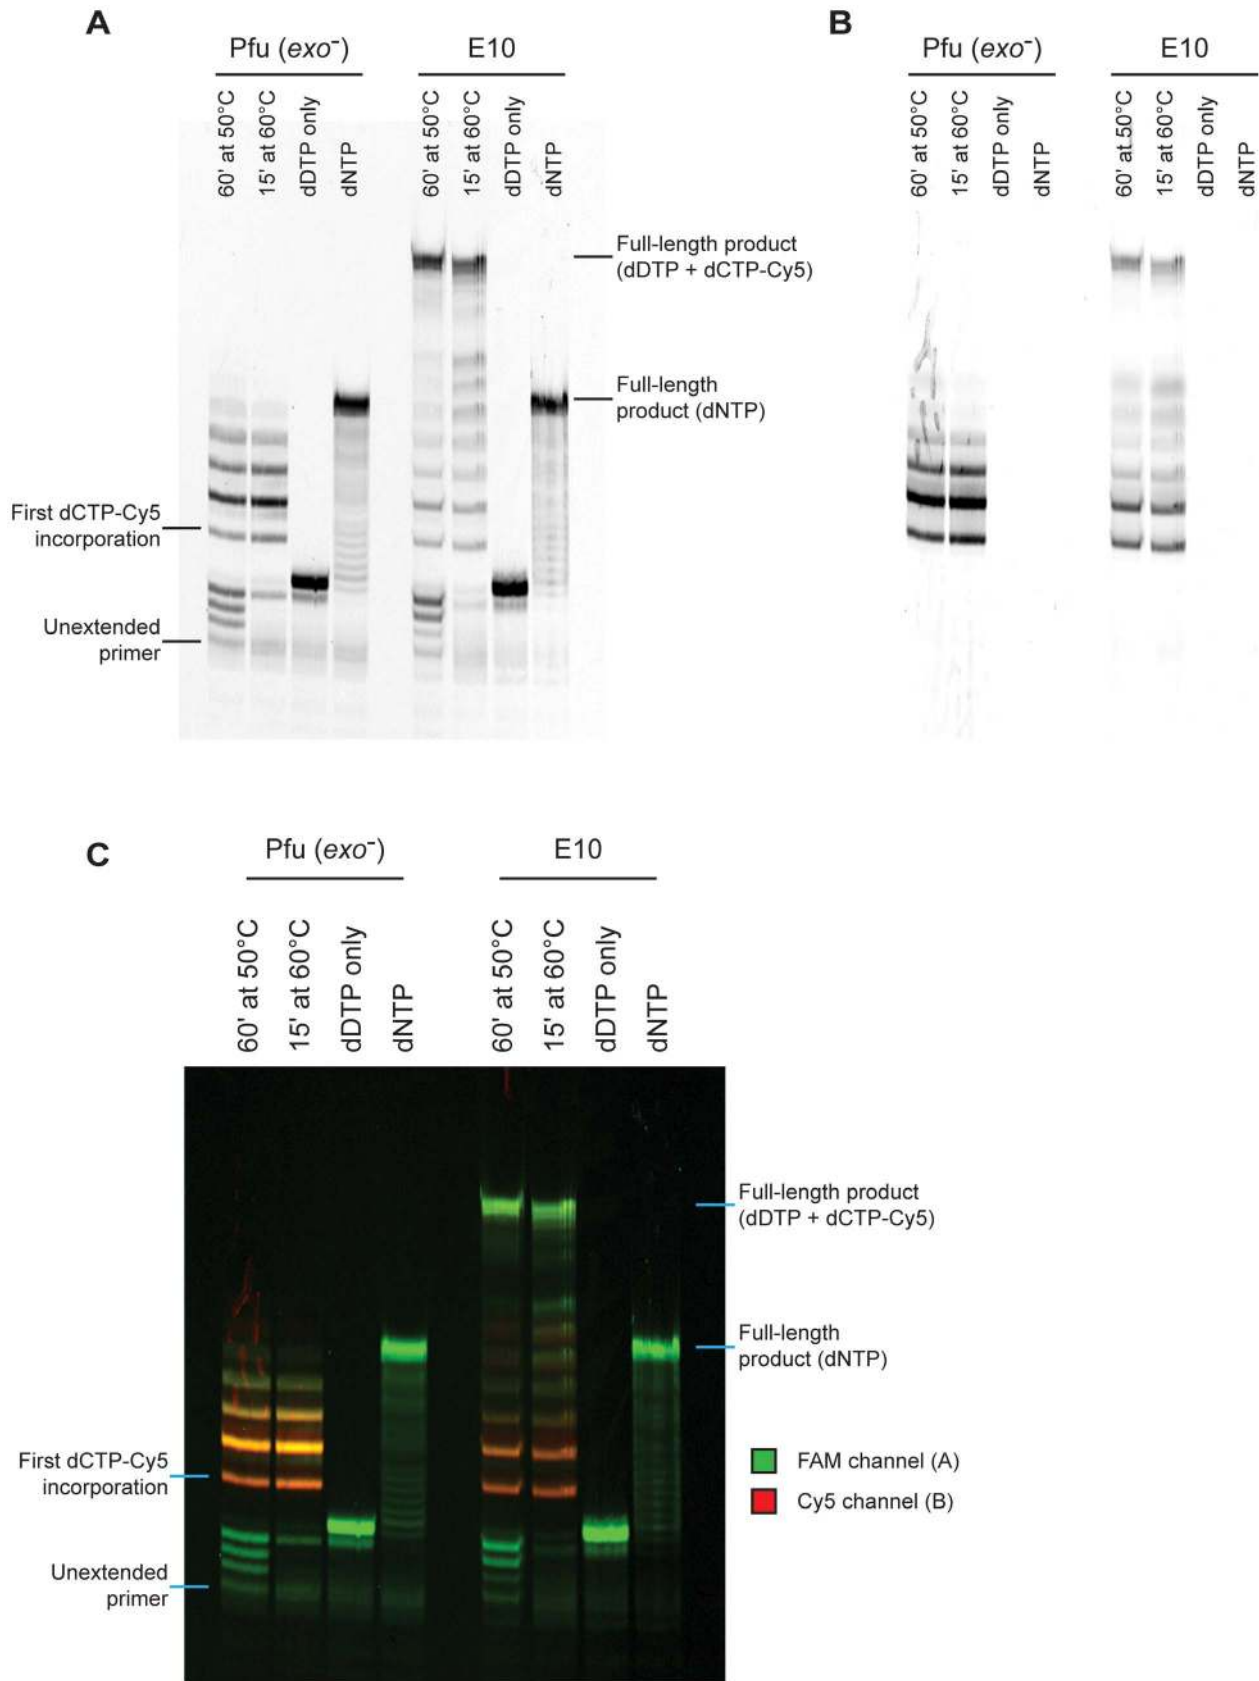 A
Pfu (exo⁻)
E10
60' at 50°C
15' at 60°C
dDTP only
dNTP
60' at 50°C
15' at 60°C
dDTP only
dNTP
Full-length product
(dDTP + dCTP-Cy5)
Full-length
product (dNTP)
First dCTP-Cy5
incorporation
Unextended
primer
B
Pfu (exo⁻)
E10
60' at 50°C
15' at 60°C
dDTP only
dNTP
60' at 50°C
15' at 60°C
dDTP only
dNTP
C
Pfu (exo⁻)
E10
60' at 50°C
15' at 60°C
dDTP only
dNTP
60' at 50°C
15' at 60°C
dDTP only
dNTP
Full-length product
(dDTP + dCTP-Cy5)
Full-length
product (dNTP)
First dCTP-Cy5
incorporation
Unextended
primer
FAM channel (A)
Cy5 channel (B)